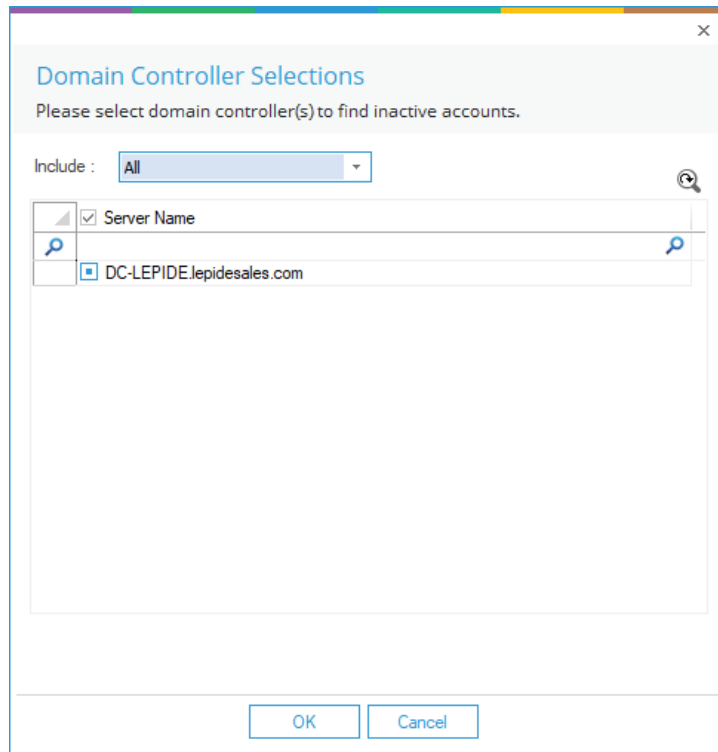 Domain Controller Selections
Please select domain controller(s) to find inactive accounts.
Include : All
Server Name
DC-LEPIDE.lepidesales.com
OK Cancel